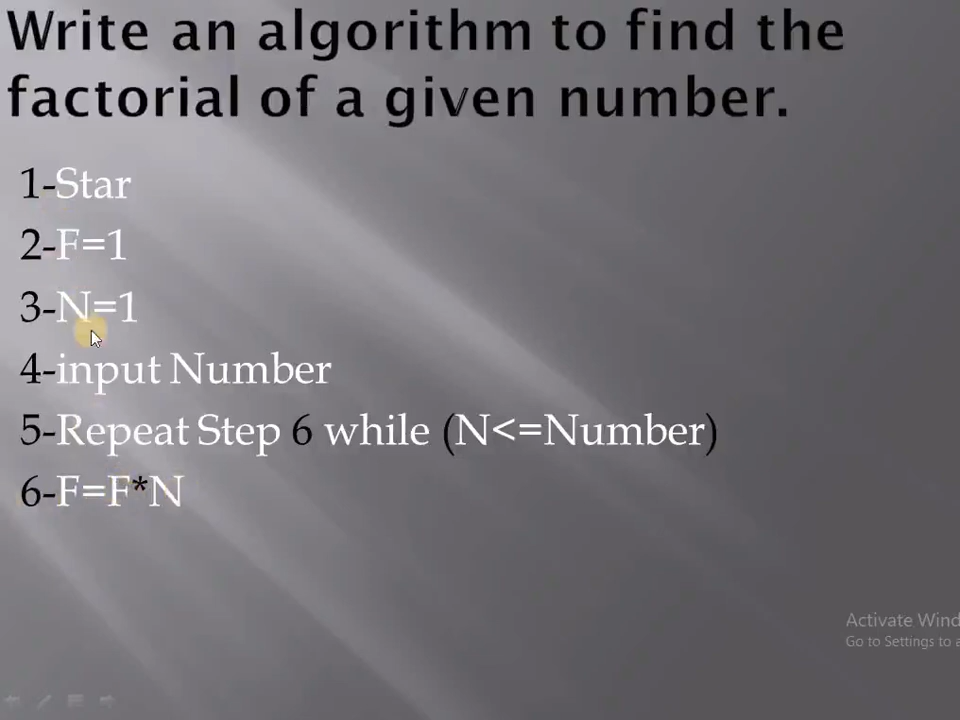 Write an algorithm to find the
factorial of a given number.
1-Star
2-F=1
3-N=1
4-input Number
5-Repeat Step 6 while (N<=Number)
6-F=F*N
Activate Wind
Go to Settings to a